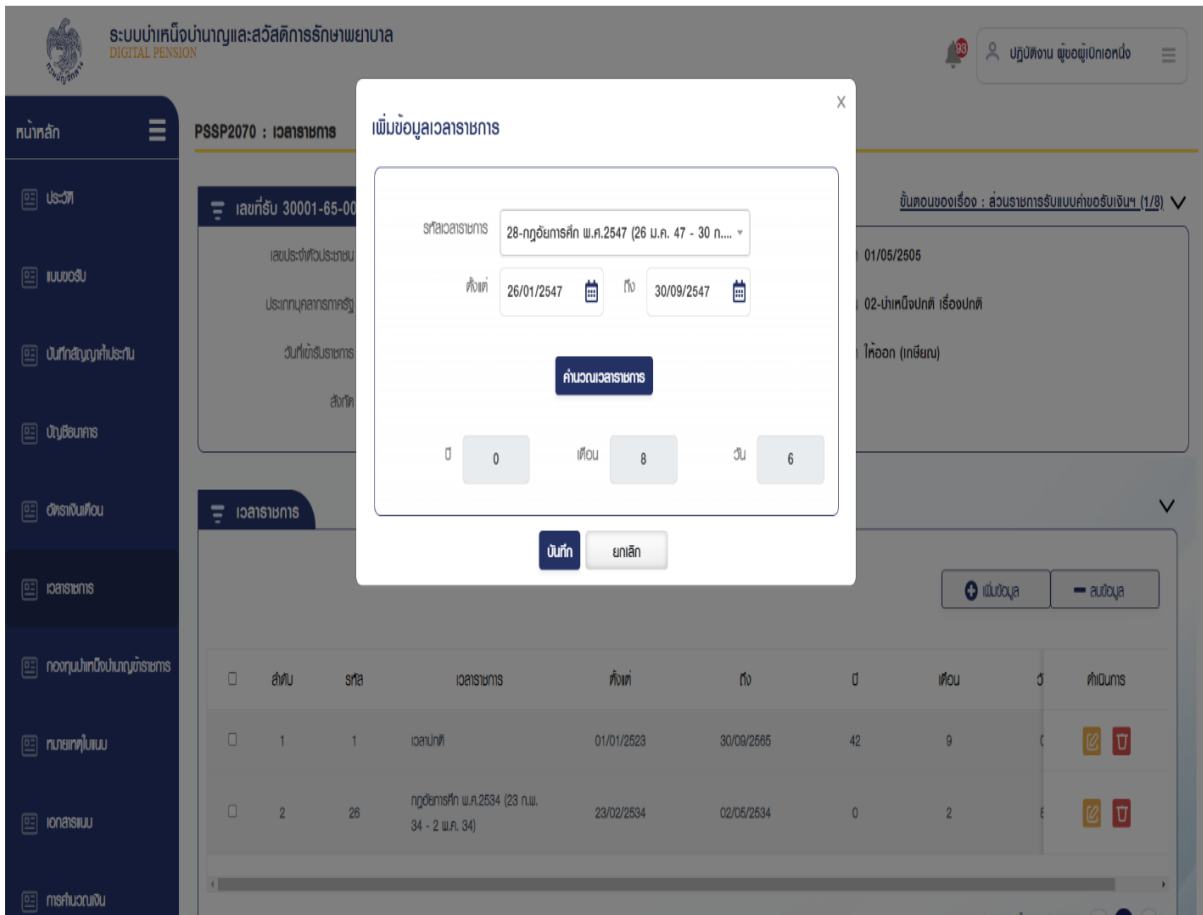 ระบบบำเหน็จบำนาญและสวัสดิการรักษาพยาบาล
DIGITAL PENSION
93
ปฏิบัติงาน ผู้ขอผู้เบิกเอกหนึ่ง
หน้าหลัก
PSSP2070 : เวลาราชการ
เพิ่มข้อมูลเวลาราชการ
X
ประวัติ
แบบขอรับ
บันทึกสัญญาค้ำประกัน
บัญชีธนาคาร
อัตราเงินเดือน
เวลาราชการ
กองทุนบำเหน็จบำนาญข้าราชการ
หมายเหตุใบแนบ
เอกสารแนบ
การคำนวณเงิน
เลขที่รับ 30001-65-00
ขั้นตอนของเรื่อง : ส่วนราชการรับแบบคำขอรับเงินฯ (1/8)
เลขประจำตัวประชาชน
01/05/2505
ประเภทบุคลากรภาครัฐ
02-บำเหน็จปกติ เรื่องปกติ
วันที่เข้ารับราชการ
ให้ออก (เกษียณ)
สังกัด
รหัสเวลาราชการ
28-กฎอัยการศึก พ.ศ.2547 (26 ม.ค. 47 - 30 ก....
ตั้งแต่ 26/01/2547 ถึง 30/09/2547
คำนวณเวลาราชการ
ปี 0 เดือน 8 วัน 6
บันทึก ยกเลิก
เวลาราชการ
เพิ่มข้อมูล ลบข้อมูล
ลำดับ รหัส เวลาราชการ ตั้งแต่ ถึง ปี เดือน ดำเนินการ
1 1 เวลาปกติ 01/01/2523 30/09/2565 42 9
2 26 กฎอัยการศึก พ.ศ.2534 (23 ก.พ. 34 - 2 พ.ค. 34) 23/02/2534 02/05/2534 0 2